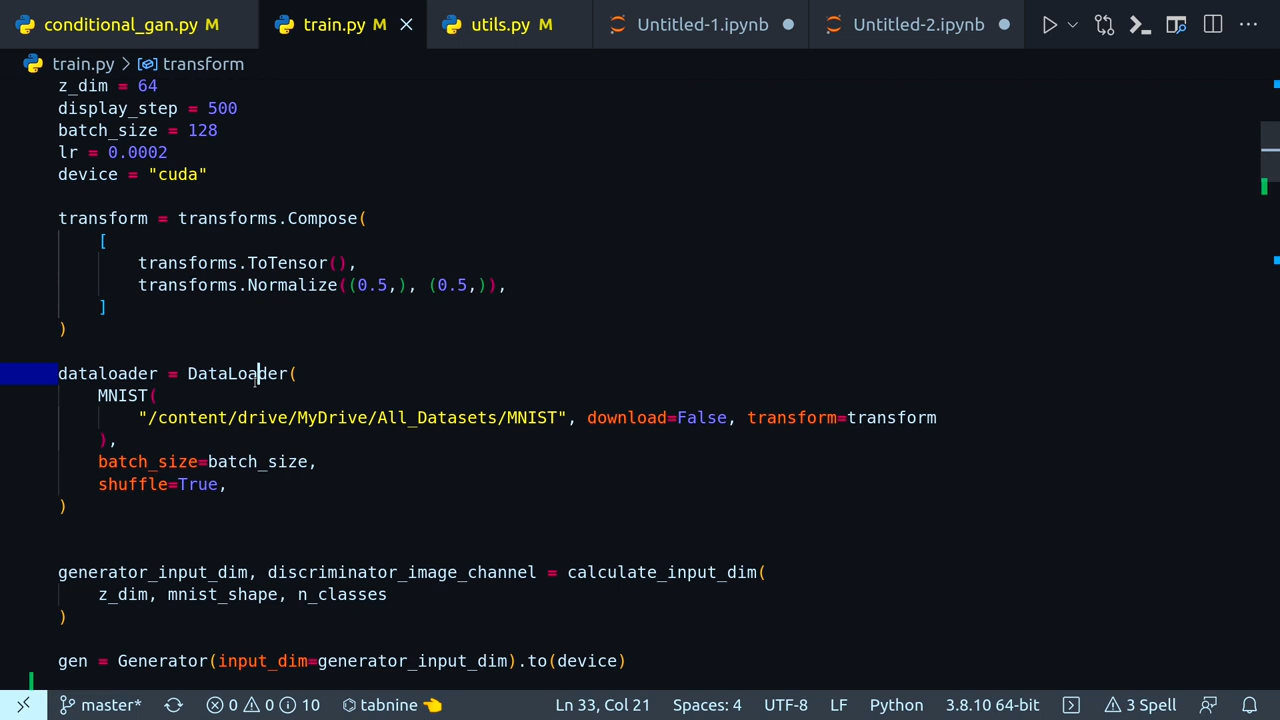 conditional_gan.py M train.py M utils.py M Untitled-1.ipynb Untitled-2.ipynb
train.py > transform
z_dim = 64
display_step = 500
batch_size = 128
lr = 0.0002
device = "cuda"
transform = transforms.Compose(
[
transforms.ToTensor(),
transforms.Normalize((0.5,), (0.5,)),
]
)
dataloader = DataLoader(
MNIST(
"/content/drive/MyDrive/All_Datasets/MNIST", download=False, transform=transform
),
batch_size=batch_size,
shuffle=True,
)
generator_input_dim, discriminator_image_channel = calculate_input_dim(
z_dim, mnist_shape, n_classes
)
gen = Generator(input_dim=generator_input_dim).to(device)
master* 0 0 10 tabnine Ln 33, Col 21 Spaces: 4 UTF-8 LF Python 3.8.10 64-bit 3 Spell